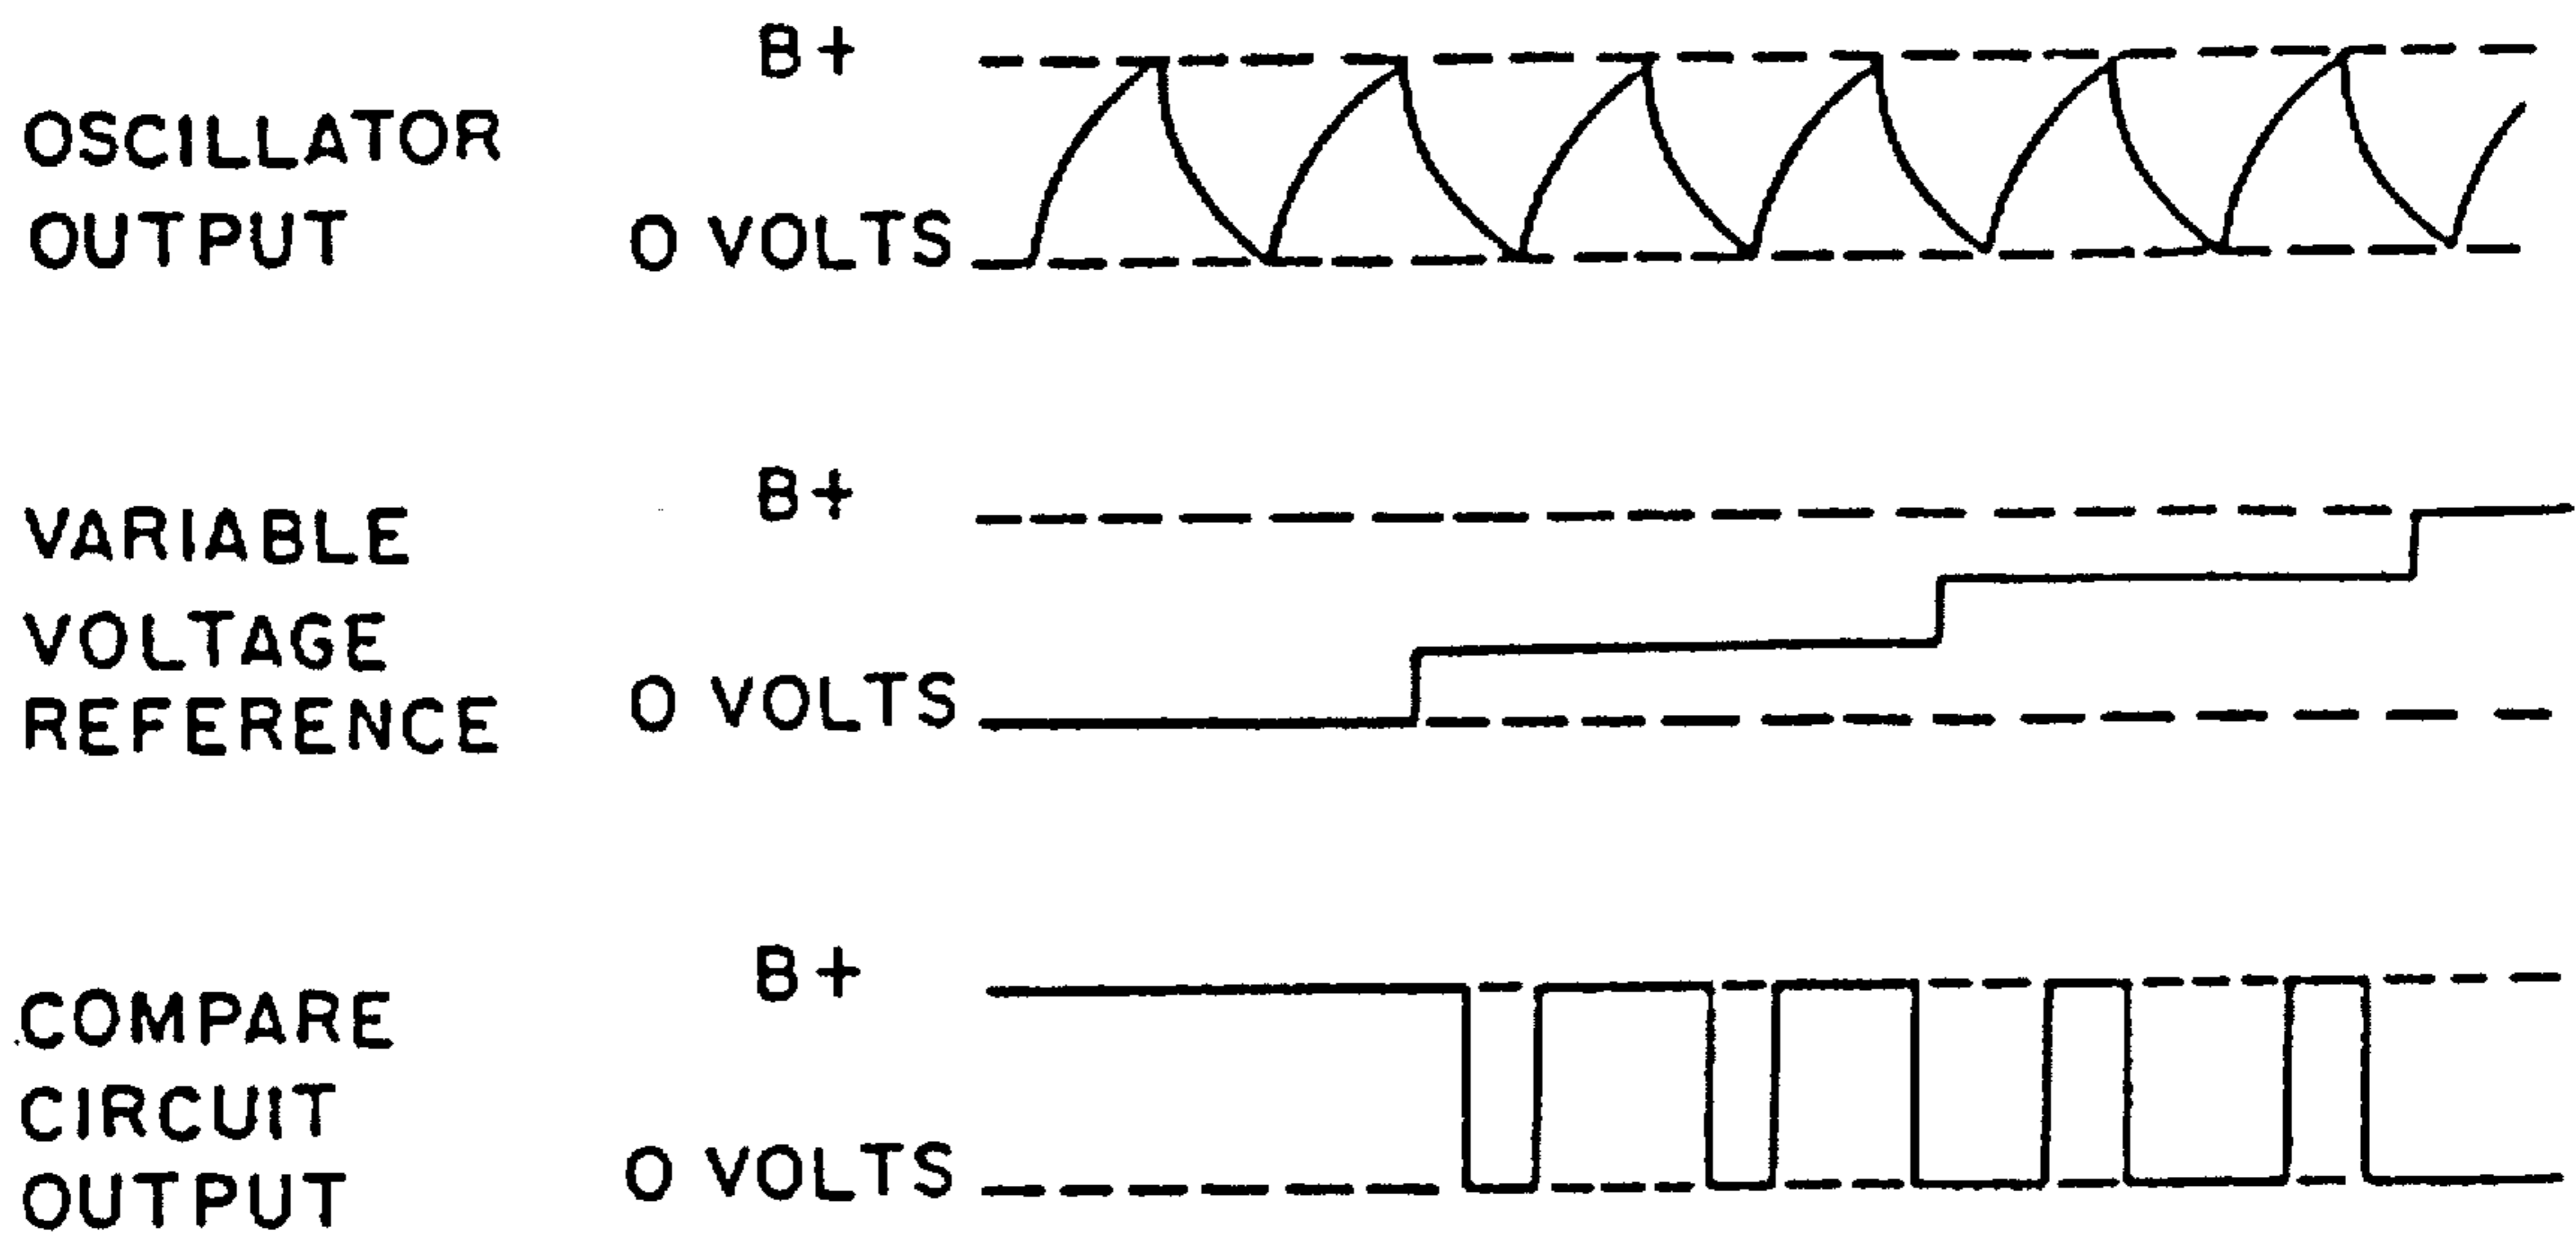 B+
OSCILLATOR
OUTPUT
0 VOLTS
B+
VARIABLE
VOLTAGE
REFERENCE
0 VOLTS
B+
COMPARE
CIRCUIT
OUTPUT
0 VOLTS